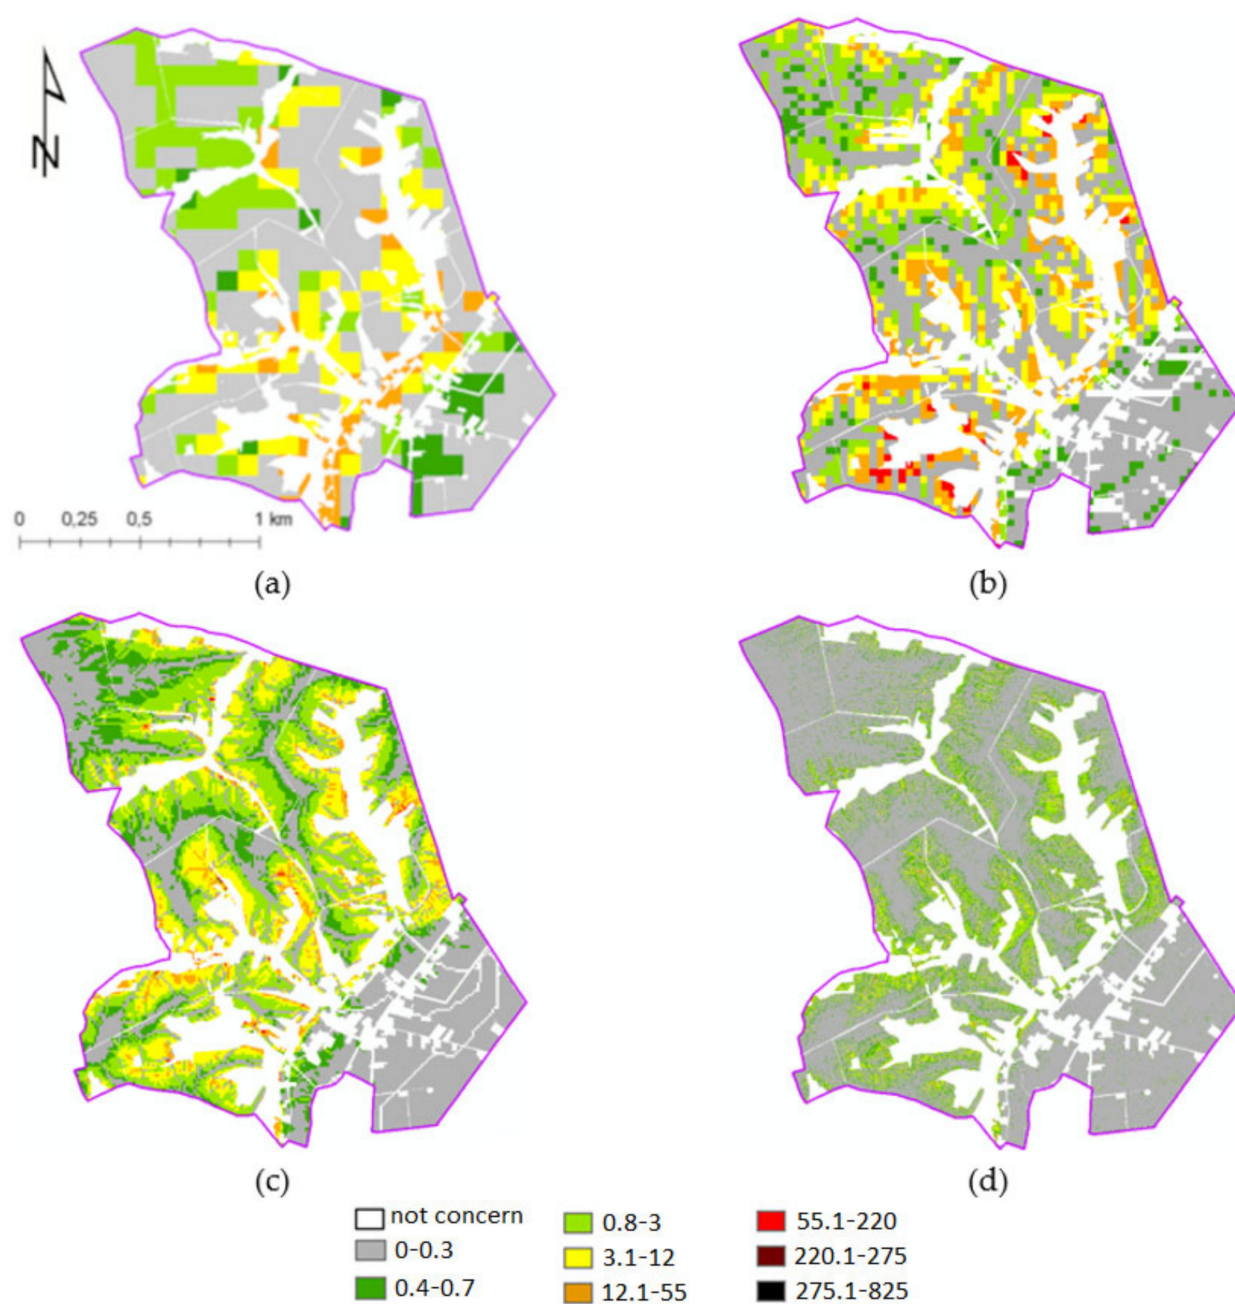 N
0 0,25 0,5 1 km
(a) (b)
(c) (d)
not concern 0.8-3 55.1-220
0-0.3 3.1-12 220.1-275
0.4-0.7 12.1-55 275.1-825